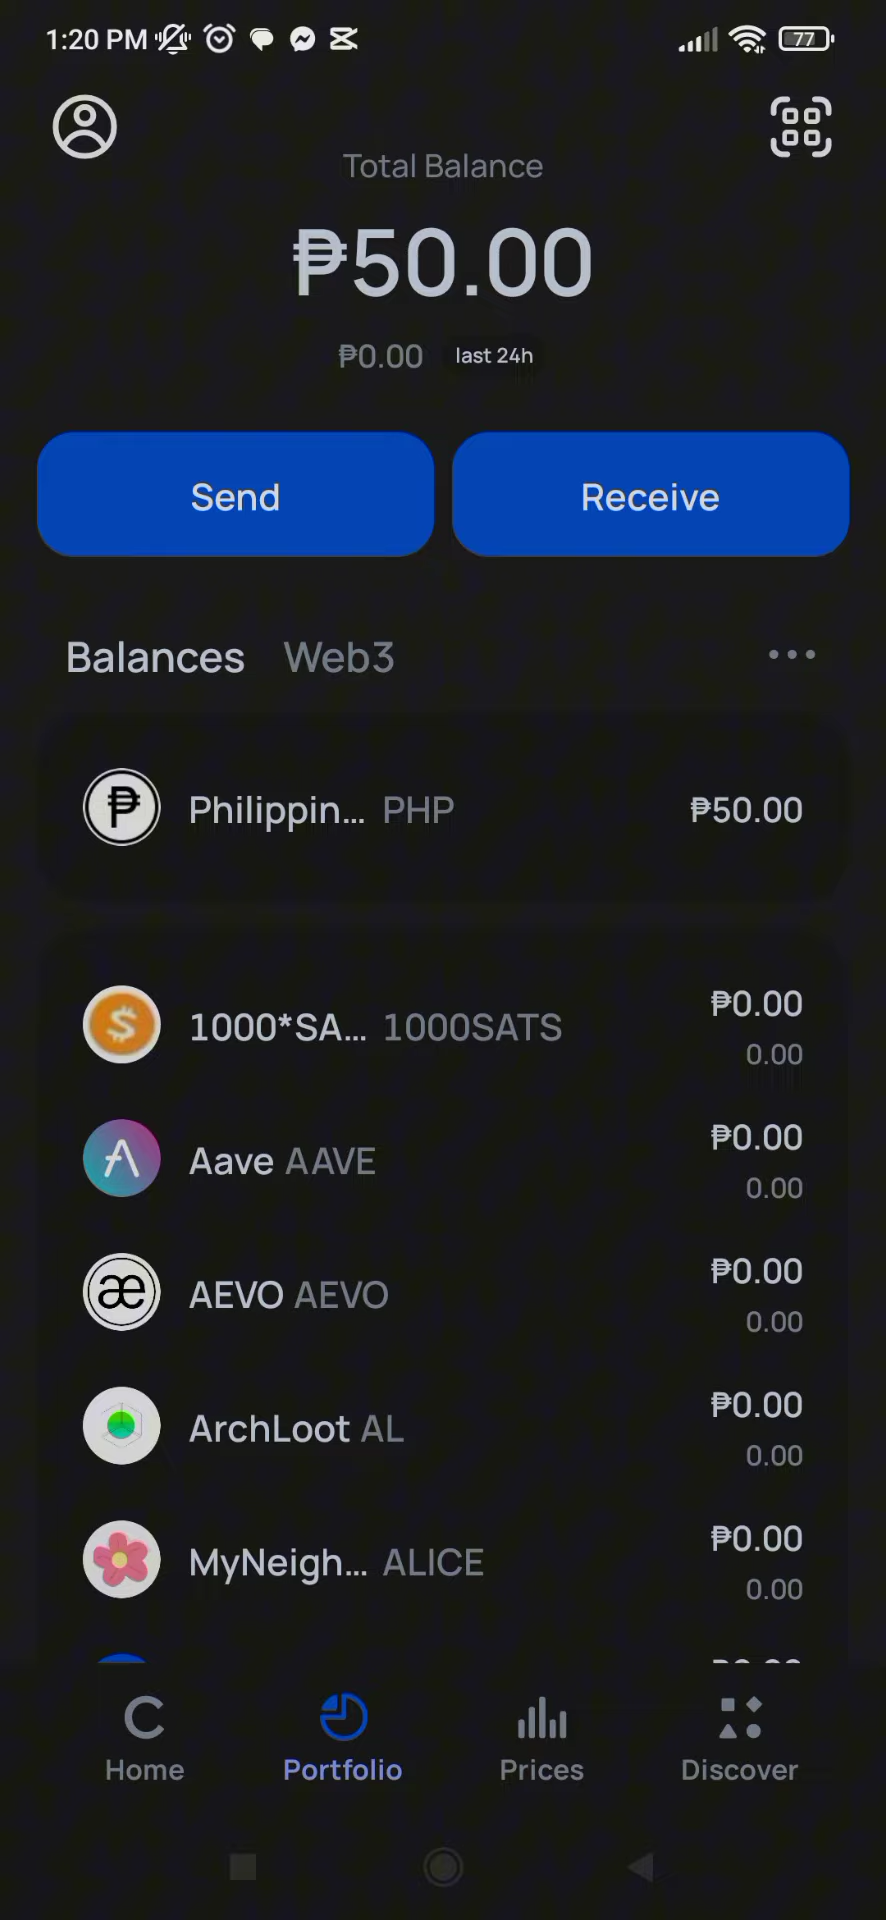 1:20 PM 77
Total Balance
₱50.00
₱0.00 last 24h
Send Receive
Balances Web3
Philippin... PHP ₱50.00
1000*SA... 1000SATS ₱0.00
0.00
Aave AAVE ₱0.00
0.00
AEVO AEVO ₱0.00
0.00
ArchLoot AL ₱0.00
0.00
MyNeigh... ALICE ₱0.00
0.00
Home Portfolio Prices Discover